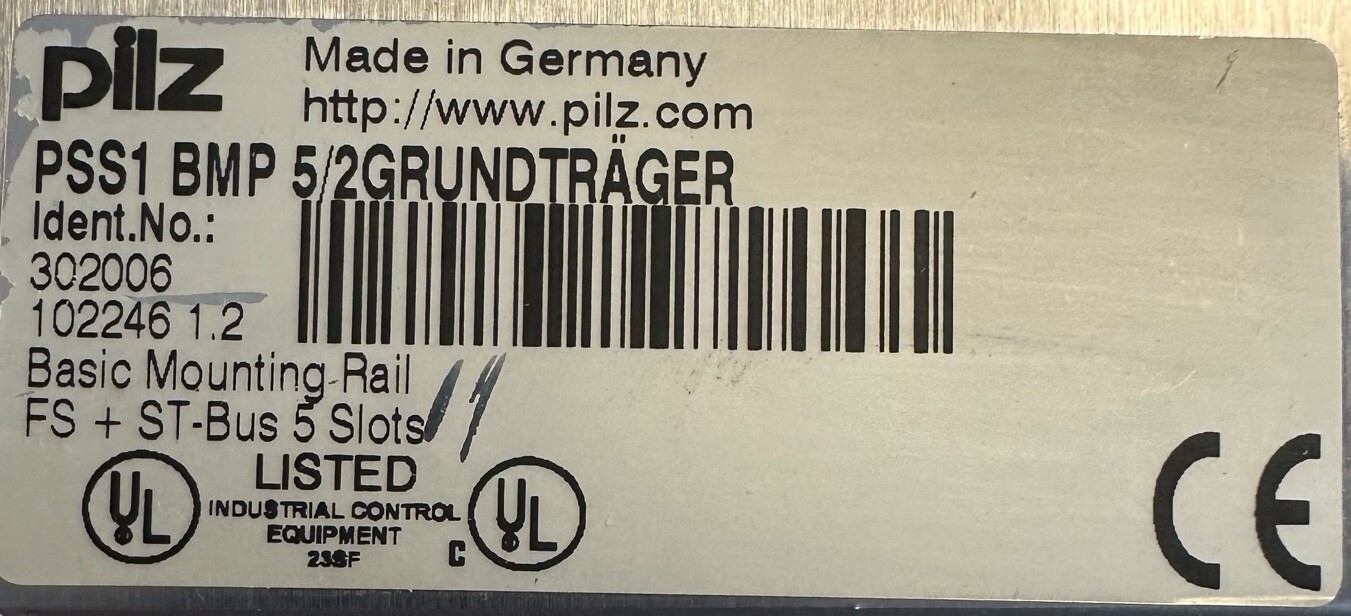 pilz
Made in Germany
http://www.pilz.com
PSS1 BMP 5/2GRUNDTRÄGER
Ident.No.:
302006
102246 1.2
Basic Mounting-Rail
FS + ST-Bus 5 Slots
UL
LISTED
INDUSTRIAL CONTROL
EQUIPMENT
C UL
CE